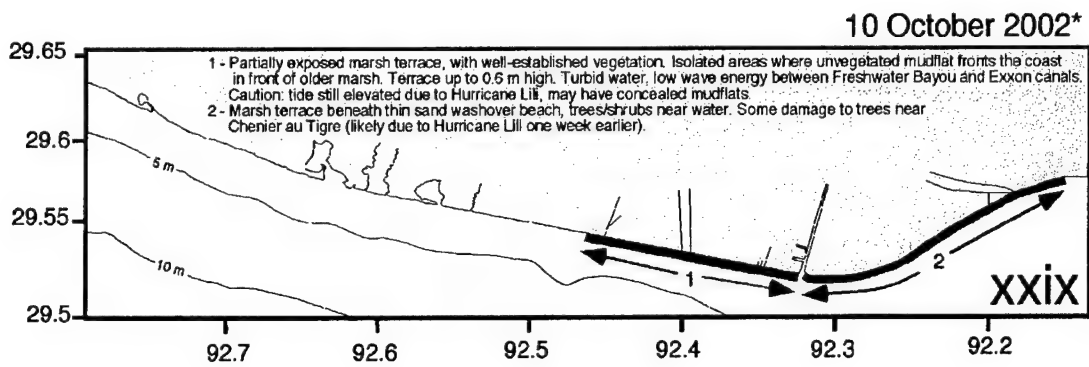 10 October 2002*
29.65
1 - Partially exposed marsh terrace, with well-established vegetation. Isolated areas where unvegetated mudflat fronts the coast
in front of older marsh. Terrace up to 0.6 m high. Turbid water, low wave energy between Freshwater Bayou and Exxon canals.
Caution: tide still elevated due to Hurricane Lili, may have concealed mudflats.
2 - Marsh terrace beneath thin sand washover beach, trees/shrubs near water. Some damage to trees near
Chenier au Tigre (likely due to Hurricane Lili one week earlier).
29.6
5 m
29.55
10 m
1
2
xxix
29.5
92.7 92.6 92.5 92.4 92.3 92.2